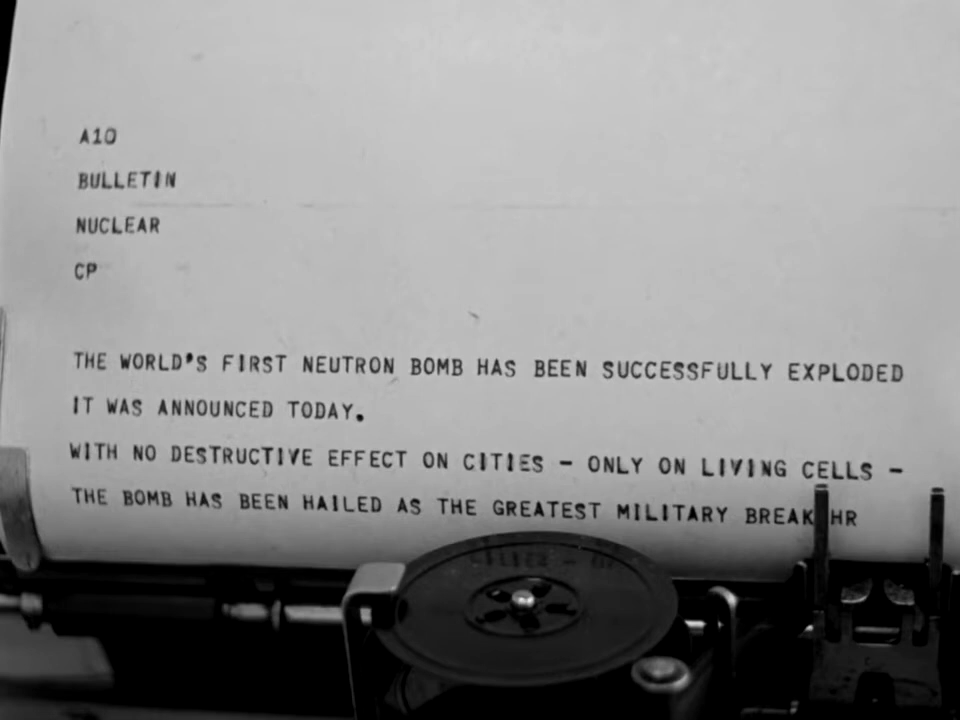 A10
BULLETIN
NUCLEAR
CP
THE WORLD'S FIRST NEUTRON BOMB HAS BEEN SUCCESSFULLY EXPLODED
IT WAS ANNOUNCED TODAY.
WITH NO DESTRUCTIVE EFFECT ON CITIES - ONLY ON LIVING CELLS -
THE BOMB HAS BEEN HAILED AS THE GREATEST MILITARY BREAK HR